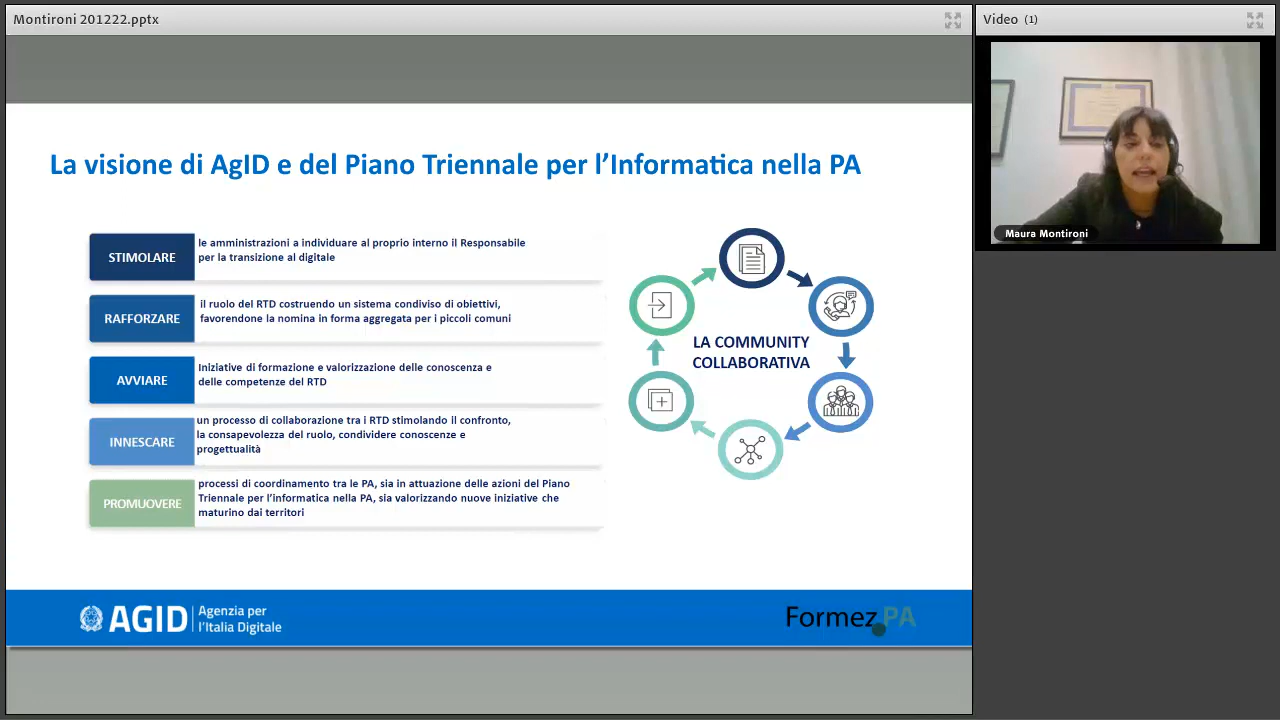 Montironi 201222.pptx
Video (1)
Maura Montironi
La visione di AgID e del Piano Triennale per l’Informatica nella PA
STIMOLARE
le amministrazioni a individuare al proprio interno il Responsabile
per la transizione al digitale
RAFFORZARE
il ruolo del RTD costruendo un sistema condiviso di obiettivi,
favorendone la nomina in forma aggregata per i piccoli comuni
AVVIARE
Iniziative di formazione e valorizzazione delle conoscenza e
delle competenze del RTD
INNESCARE
un processo di collaborazione tra i RTD stimolando il confronto,
la consapevolezza del ruolo, condividere conoscenze e
progettualità
PROMUOVERE
processi di coordinamento tra le PA, sia in attuazione delle azioni del Piano
Triennale per l’informatica nella PA, sia valorizzando nuove iniziative che
maturino dai territori
LA COMMUNITY
COLLABORATIVA
AGID
Agenzia per
l’Italia Digitale
Formez PA